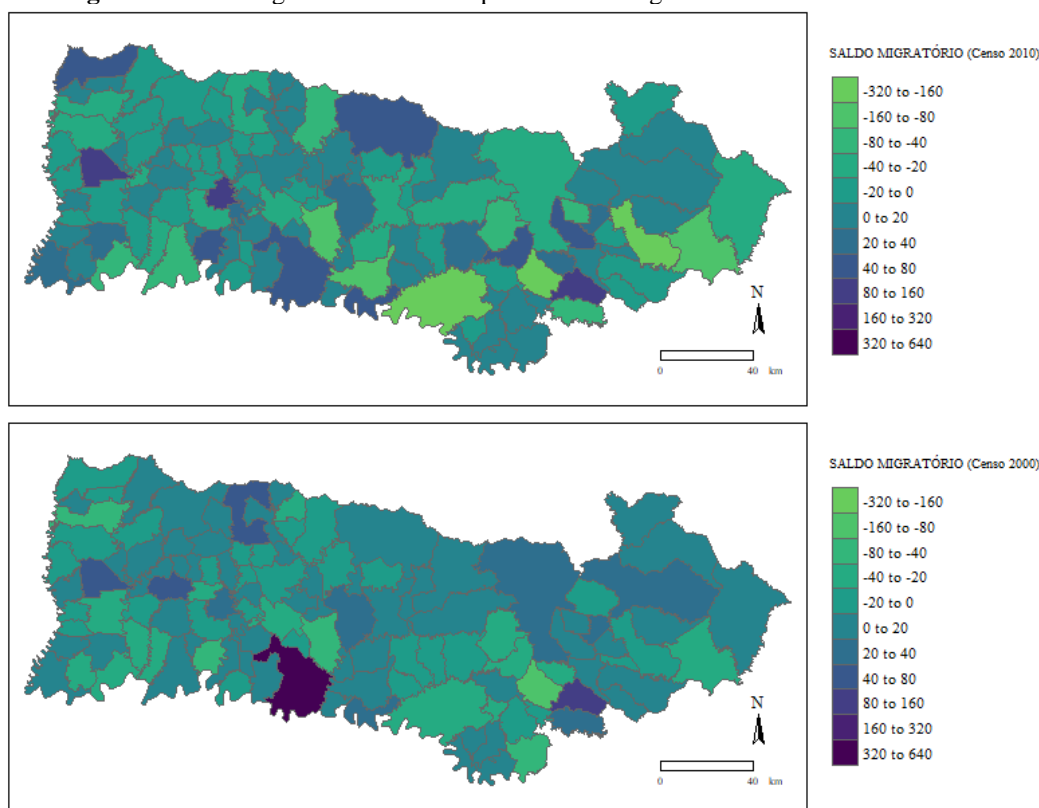 SALDO MIGRATÓRIO (Censo 2010)
-320 to -160
-160 to -80
-80 to -40
-40 to -20
-20 to 0
0 to 20
20 to 40
40 to 80
80 to 160
160 to 320
320 to 640
N
0 40 km
SALDO MIGRATÓRIO (Censo 2000)
-320 to -160
-160 to -80
-80 to -40
-40 to -20
-20 to 0
0 to 20
20 to 40
40 to 80
80 to 160
160 to 320
320 to 640
N
0 40 km